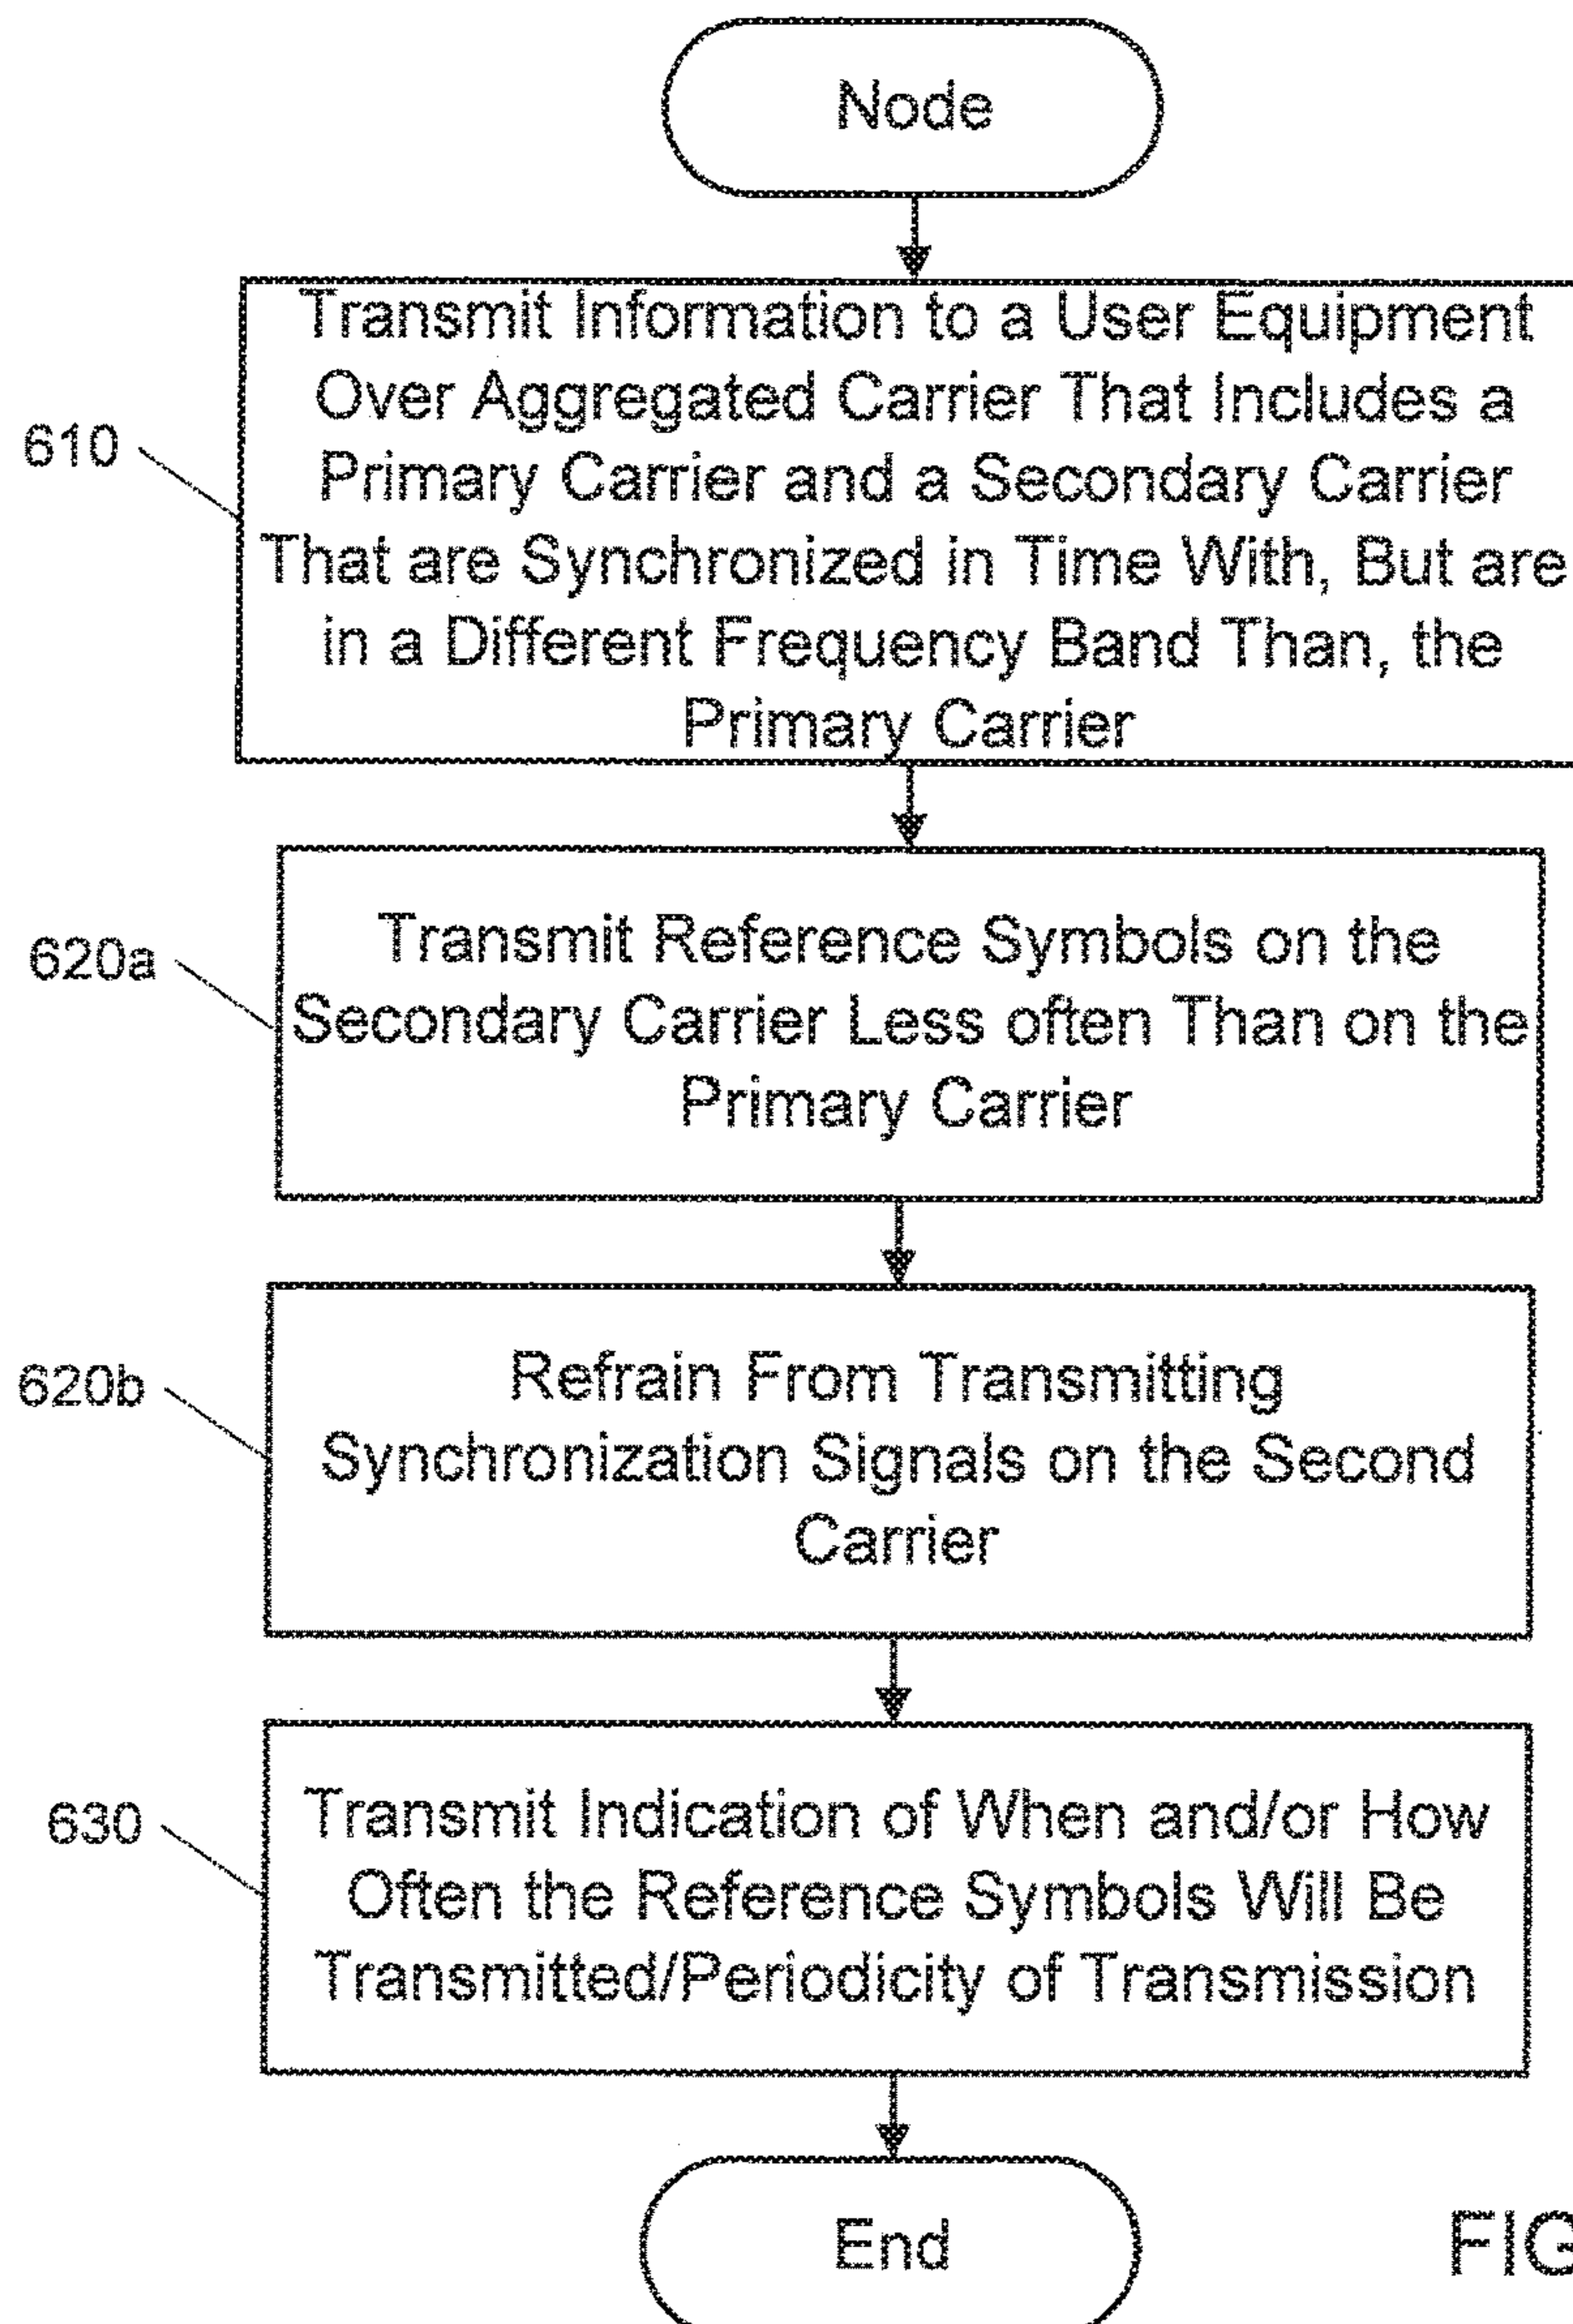 Node
Transmit Information to a User Equipment
Over Aggregated Carrier That Includes a
Primary Carrier and a Secondary Carrier
That are Synchronized in Time With, But are
in a Different Frequency Band Than, the
Primary Carrier
610
Transmit Reference Symbols on the
Secondary Carrier Less often Than on the
Primary Carrier
620a
Refrain From Transmitting
Synchronization Signals on the Second
Carrier
620b
Transmit Indication of When and/or How
Often the Reference Symbols Will Be
Transmitted/Periodicity of Transmission
630
End
FIG